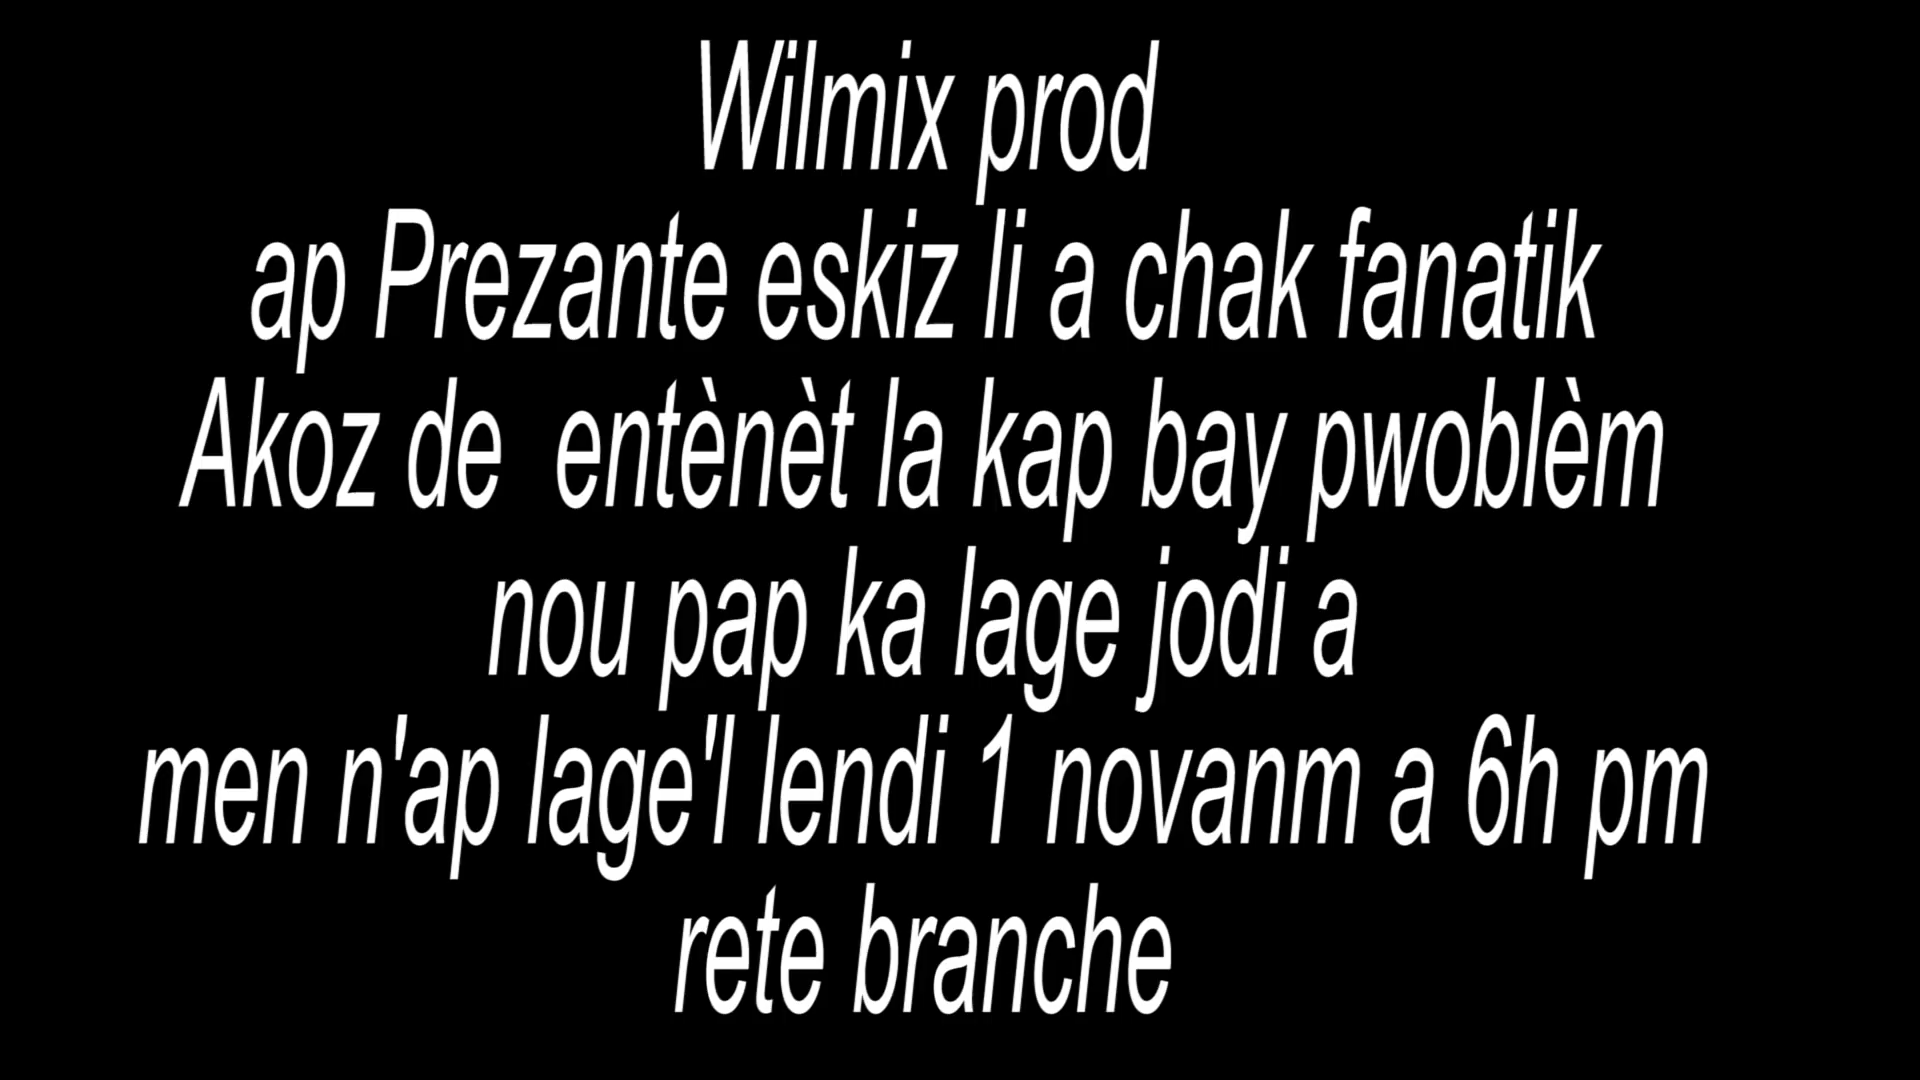 Wilmix prod
ap Prezante eskiz li a chak fanatik
Akoz de  entènèt la kap bay pwoblèm
nou pap ka lage jodi a
men n'ap lage'l lendi 1 novanm a 6h pm
rete branche